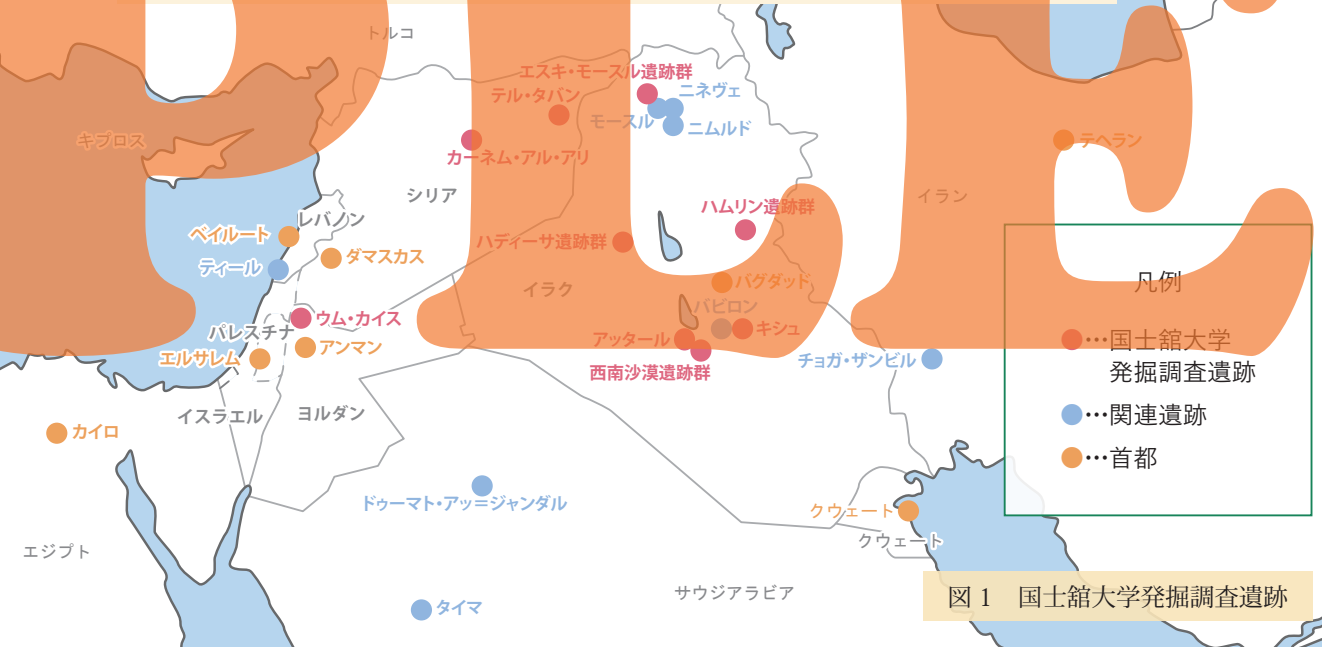 トルコ
エスキ・モースル遺跡群
テル・タバン
ニネヴェ
モースル
ニムルド
キプロス
カーネム・アル・アリ
テヘラン
シリア
イラン
ハムリン遺跡群
レバノン
ベイルート
ハディーサ遺跡群
ダマスカス
ティール
バグダッド
凡例
イラク
バビロン
ウム・カイス
パレスチナ
アッタール
キシュ
…国士舘大学
発掘調査遺跡
アンマン
エルサレム
チョガ・ザンビル
西南沙漠遺跡群
イスラエル
ヨルダン
…関連遺跡
カイロ
…首都
ドゥーマト・アッ=ジャンダル
クウェート
クウェート
エジプト
サウジアラビア
タイマ
図 1 国士舘大学発掘調査遺跡